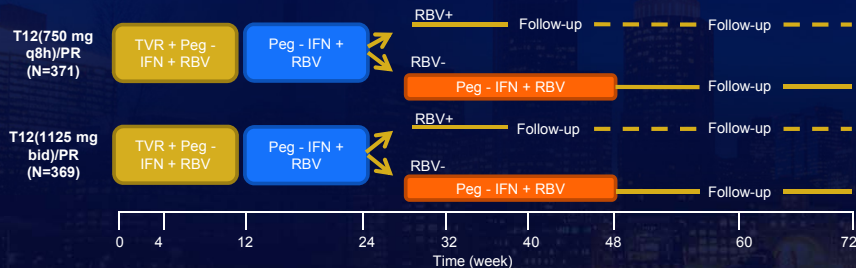 T12(750 mg
q8h)/PR
(N=371)
TVR + Peg -
IFN + RBV
Peg - IFN +
RBV
RBV+
Follow-up
Follow-up
RBV-
Peg - IFN + RBV
Follow-up
T12(1125 mg
bid)/PR
(N=369)
TVR + Peg -
IFN + RBV
Peg - IFN +
RBV
RBV+
Follow-up
Follow-up
RBV-
Peg - IFN + RBV
Follow-up
0 4 12 24 32 40 48 60 72
Time (week)